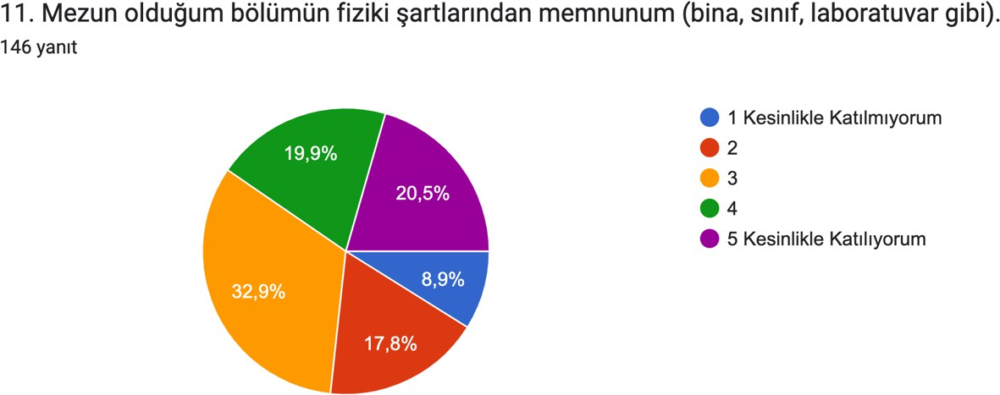 11. Mezun olduğum bölümün fiziki şartlarından memnunum (bina, sınıf, laboratuvar gibi).
146 yanıt
19,9%
20,5%
8,9%
32,9%
17,8%
1 Kesinlikle Katılmıyorum
2
3
4
5 Kesinlikle Katılıyorum